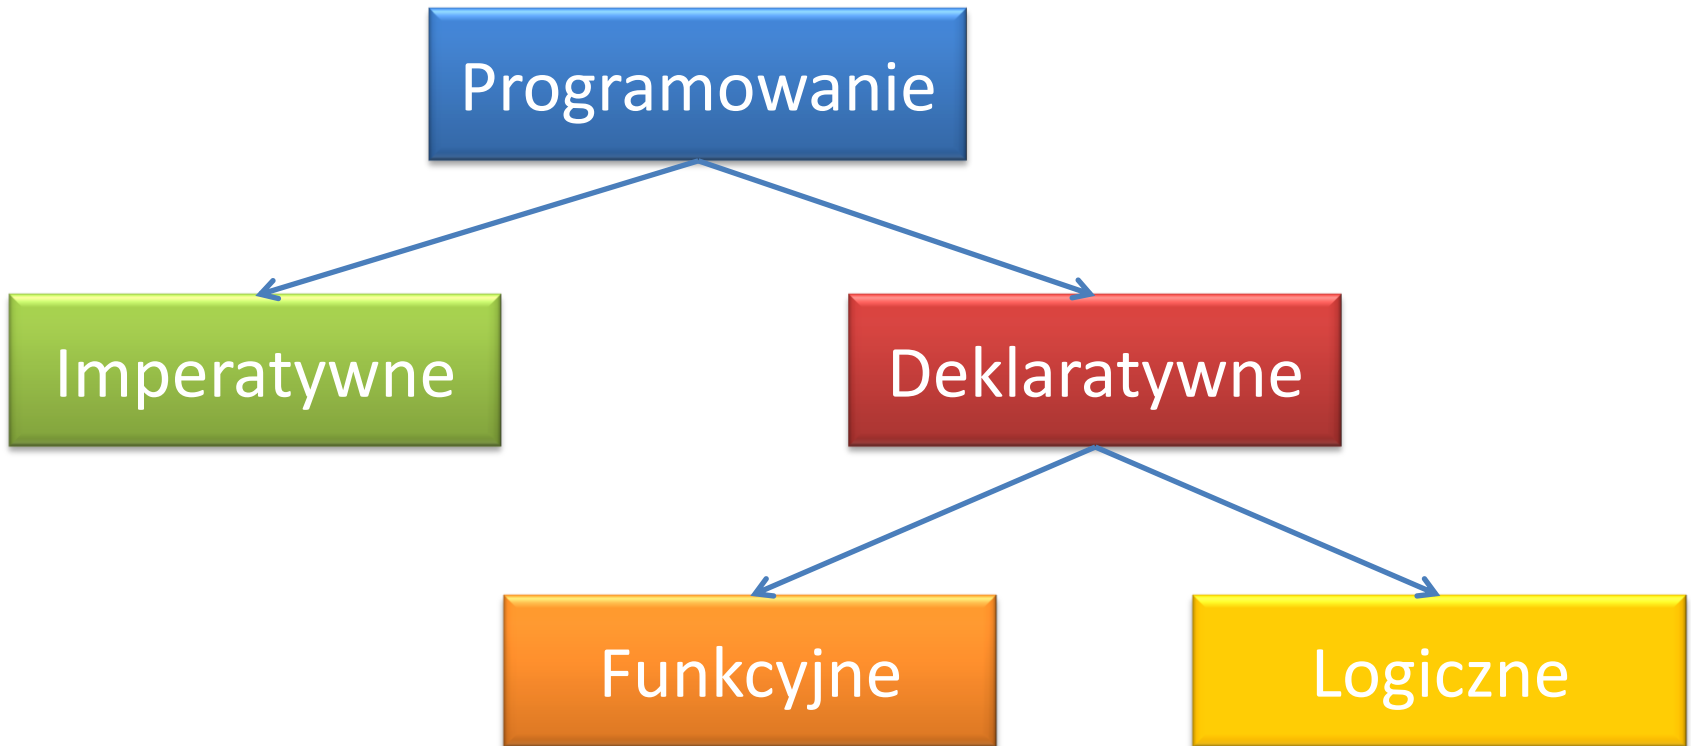 Programowanie
Imperatywne
Deklaratywne
Funkcyjne
Logiczne